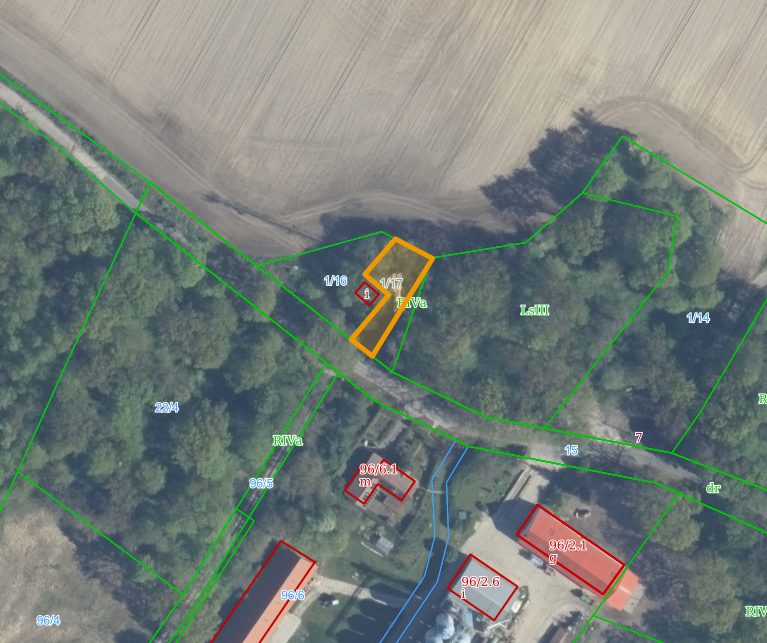 1/16
1/17
i
RIVa
LsIII
1/14
22/4
RIVa
7
15
96/6.1
m
96/5
dr
96/2.1
g
96/2.6
i
96/6
96/4
RIV
R